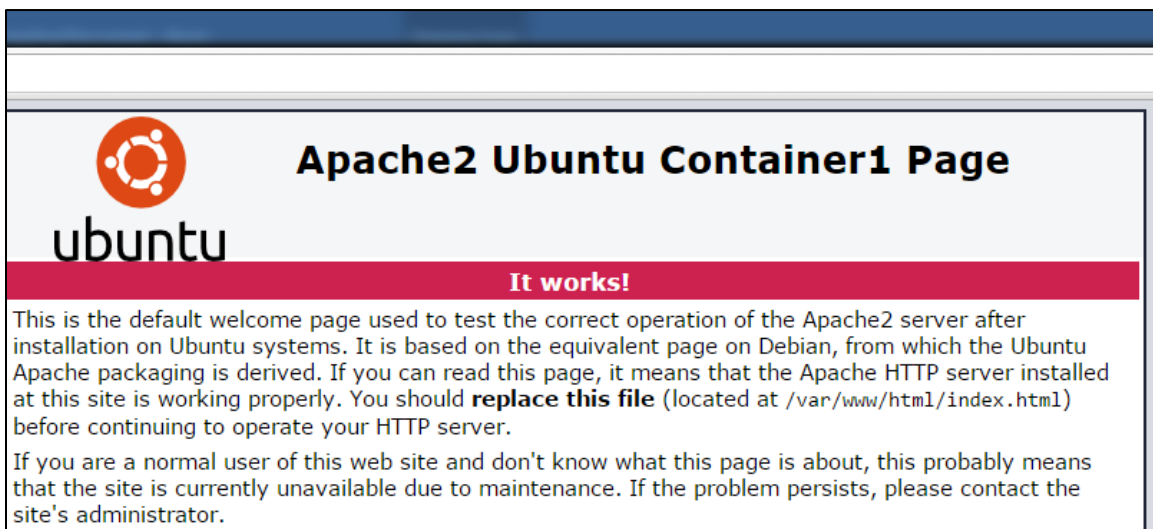 Apache2 Ubuntu Container1 Page
ubuntu
It works!
This is the default welcome page used to test the correct operation of the Apache2 server after
installation on Ubuntu systems. It is based on the equivalent page on Debian, from which the Ubuntu
Apache packaging is derived. If you can read this page, it means that the Apache HTTP server installed
at this site is working properly. You should replace this file (located at /var/www/html/index.html)
before continuing to operate your HTTP server.
If you are a normal user of this web site and don't know what this page is about, this probably means
that the site is currently unavailable due to maintenance. If the problem persists, please contact the
site's administrator.